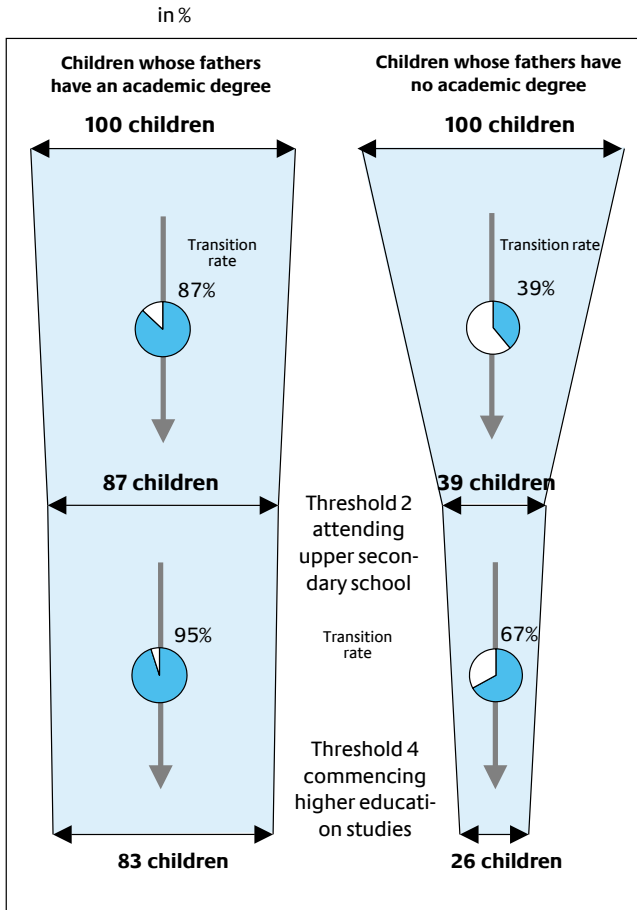 in %
Children whose fathers
have an academic degree
Children whose fathers have
no academic degree
100 children
100 children
Transition
rate
87%
Transition rate
39%
87 children
39 children
Threshold 2
attending
upper secon-
dary school
95%
Transition
rate
67%
Threshold 4
commencing
higher educati-
on studies
83 children
26 children